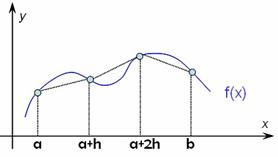 y
f(x)
x
a a+h a+2h b